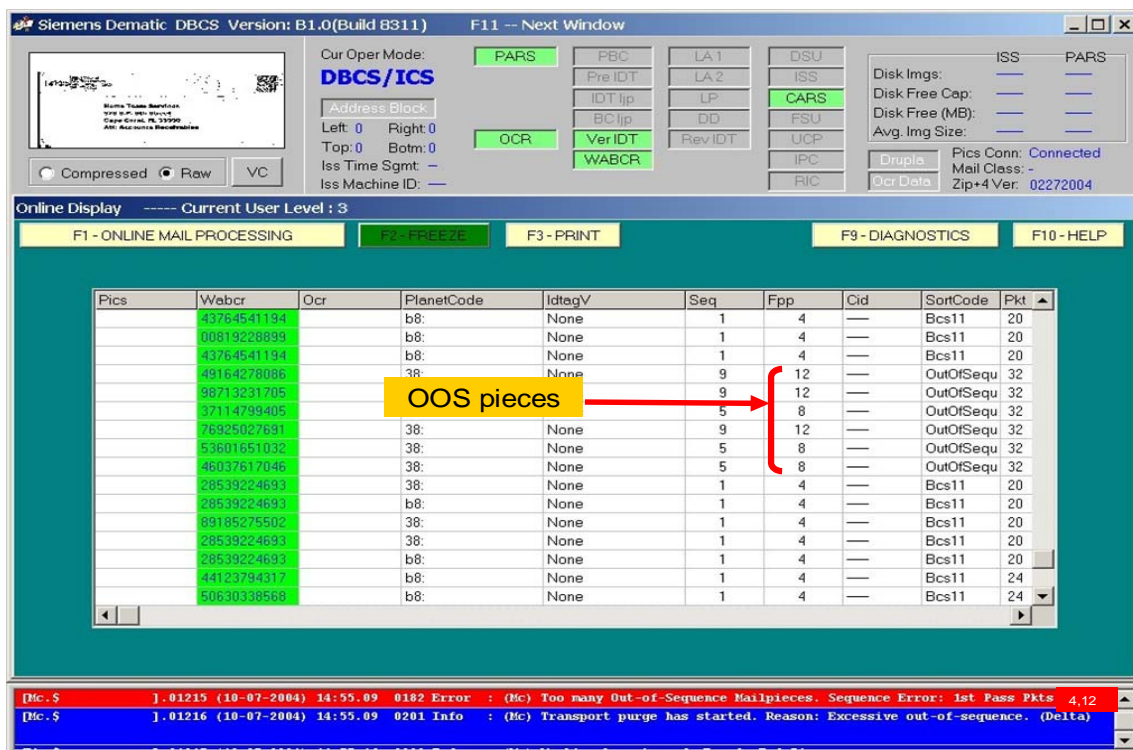 Siemens Dematic DBCS Version: B1.0(Build 8311) F11 -- Next Window
Home Team Services
Cape Coral, FL 33990
Att: Accounts Receivables
Compressed Raw VC
Cur Oper Mode:
DBCS/ICS
Address Block
Left: 0 Right: 0
Top: 0 Botm: 0
Iss Time Sgmt: –
Iss Machine ID: —
PARS PBC LA 1 DSU
Pre IDT LA 2 ISS
IDT Ijp LP CARS
BC Ijp DD FSU
OCR Ver IDT Rev IDT UCP
WABCR IPC
RIC
ISS PARS
Disk Imgs: — —
Disk Free Cap: — —
Disk Free (MB): — —
Avg. Img Size: — —
Drupla Pics Conn: Connected
Mail Class: -
Ocr Data Zip+4 Ver: 02272004
Online Display ----- Current User Level : 3
F1 - ONLINE MAIL PROCESSING F2 - FREEZE F3 - PRINT F9 - DIAGNOSTICS F10 - HELP
Pics Wabcr Ocr PlanetCode IdtagV Seq Fpp Cid SortCode Pkt
43764541194 b8: None 1 4 — Bcs11 20
00819228899 b8: None 1 4 — Bcs11 20
43764541194 b8: None 1 4 — Bcs11 20
49164278086 38: None 9 12 — OutOfSequ 32
98713231705 9 12 — OutOfSequ 32
OOS pieces
37114799405 5 8 — OutOfSequ 32
76925027691 38: None 9 12 — OutOfSequ 32
53601651032 38: None 5 8 — OutOfSequ 32
46037617046 38: None 5 8 — OutOfSequ 32
28539224693 38: None 1 4 — Bcs11 20
28539224693 b8: None 1 4 — Bcs11 20
89185275502 38: None 1 4 — Bcs11 20
28539224693 38: None 1 4 — Bcs11 20
28539224693 b8: None 1 4 — Bcs11 20
44123794317 b8: None 1 4 — Bcs11 24
50630338568 b8: None 1 4 — Bcs11 24
[Mc.$ ].01215 (10-07-2004) 14:55.09 0182 Error : (Mc) Too many Out-of-Sequence Mailpieces. Sequence Error: 1st Pass Pkts 4,12
[Mc.$ ].01216 (10-07-2004) 14:55.09 0201 Info : (Mc) Transport purge has started. Reason: Excessive out-of-sequence. (Delta)